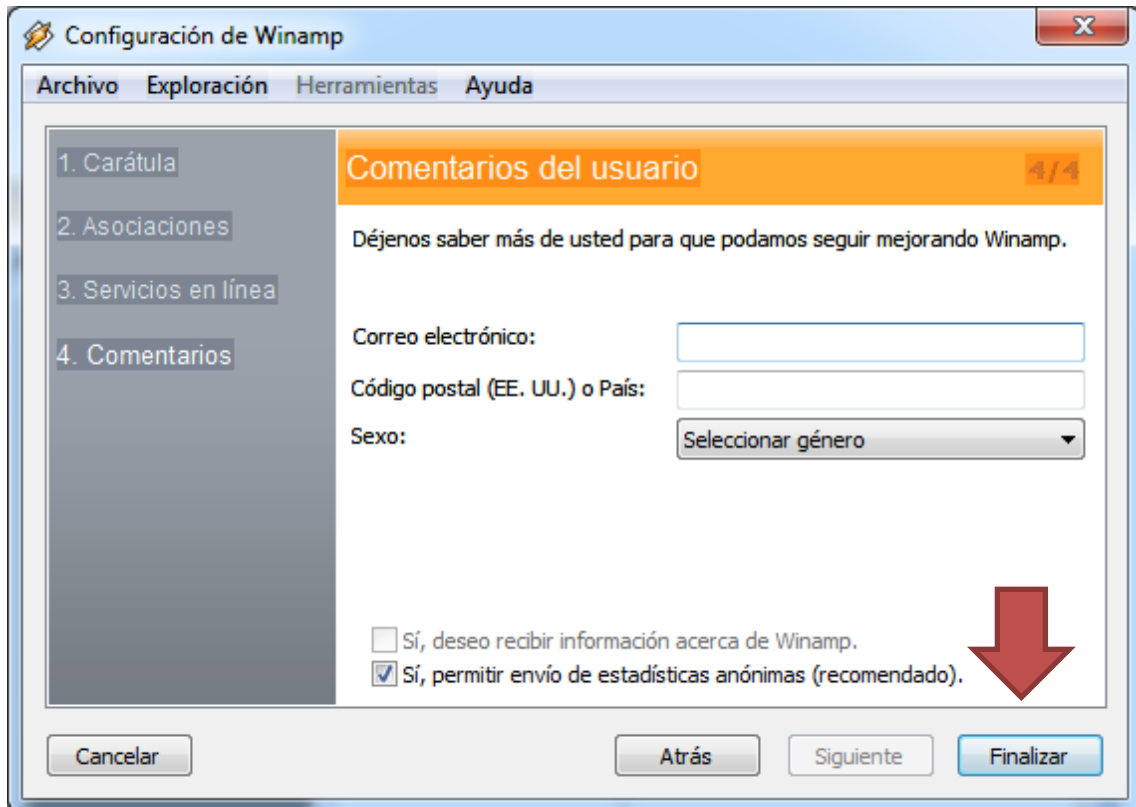 Configuración de Winamp
Archivo Exploración Herramientas Ayuda
1. Carátula
2. Asociaciones
3. Servicios en línea
4. Comentarios
Comentarios del usuario 4/4
Déjenos saber más de usted para que podamos seguir mejorando Winamp.
Correo electrónico:
Código postal (EE. UU.) o País:
Sexo: Seleccionar género
Sí, deseo recibir información acerca de Winamp.
Sí, permitir envío de estadísticas anónimas (recomendado).
Cancelar Atrás Siguiente Finalizar